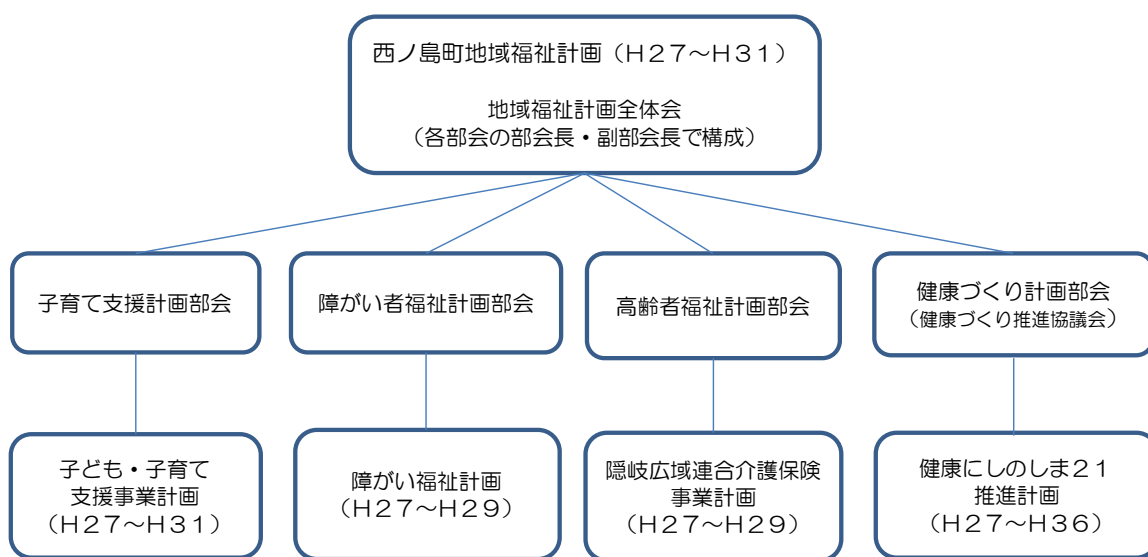 西ノ島町地域福祉計画（Ｈ２７～Ｈ３１）
地域福祉計画全体会
（各部会の部会長・副部会長で構成）
子育て支援計画部会
障がい者福祉計画部会
高齢者福祉計画部会
健康づくり計画部会
（健康づくり推進協議会）
子ども・子育て
支援事業計画
（Ｈ２７～Ｈ３１）
障がい福祉計画
（Ｈ２７～Ｈ２９）
隠岐広域連合介護保険
事業計画
（Ｈ２７～Ｈ２９）
健康にしのしま２１
推進計画
（Ｈ２７～Ｈ３６）